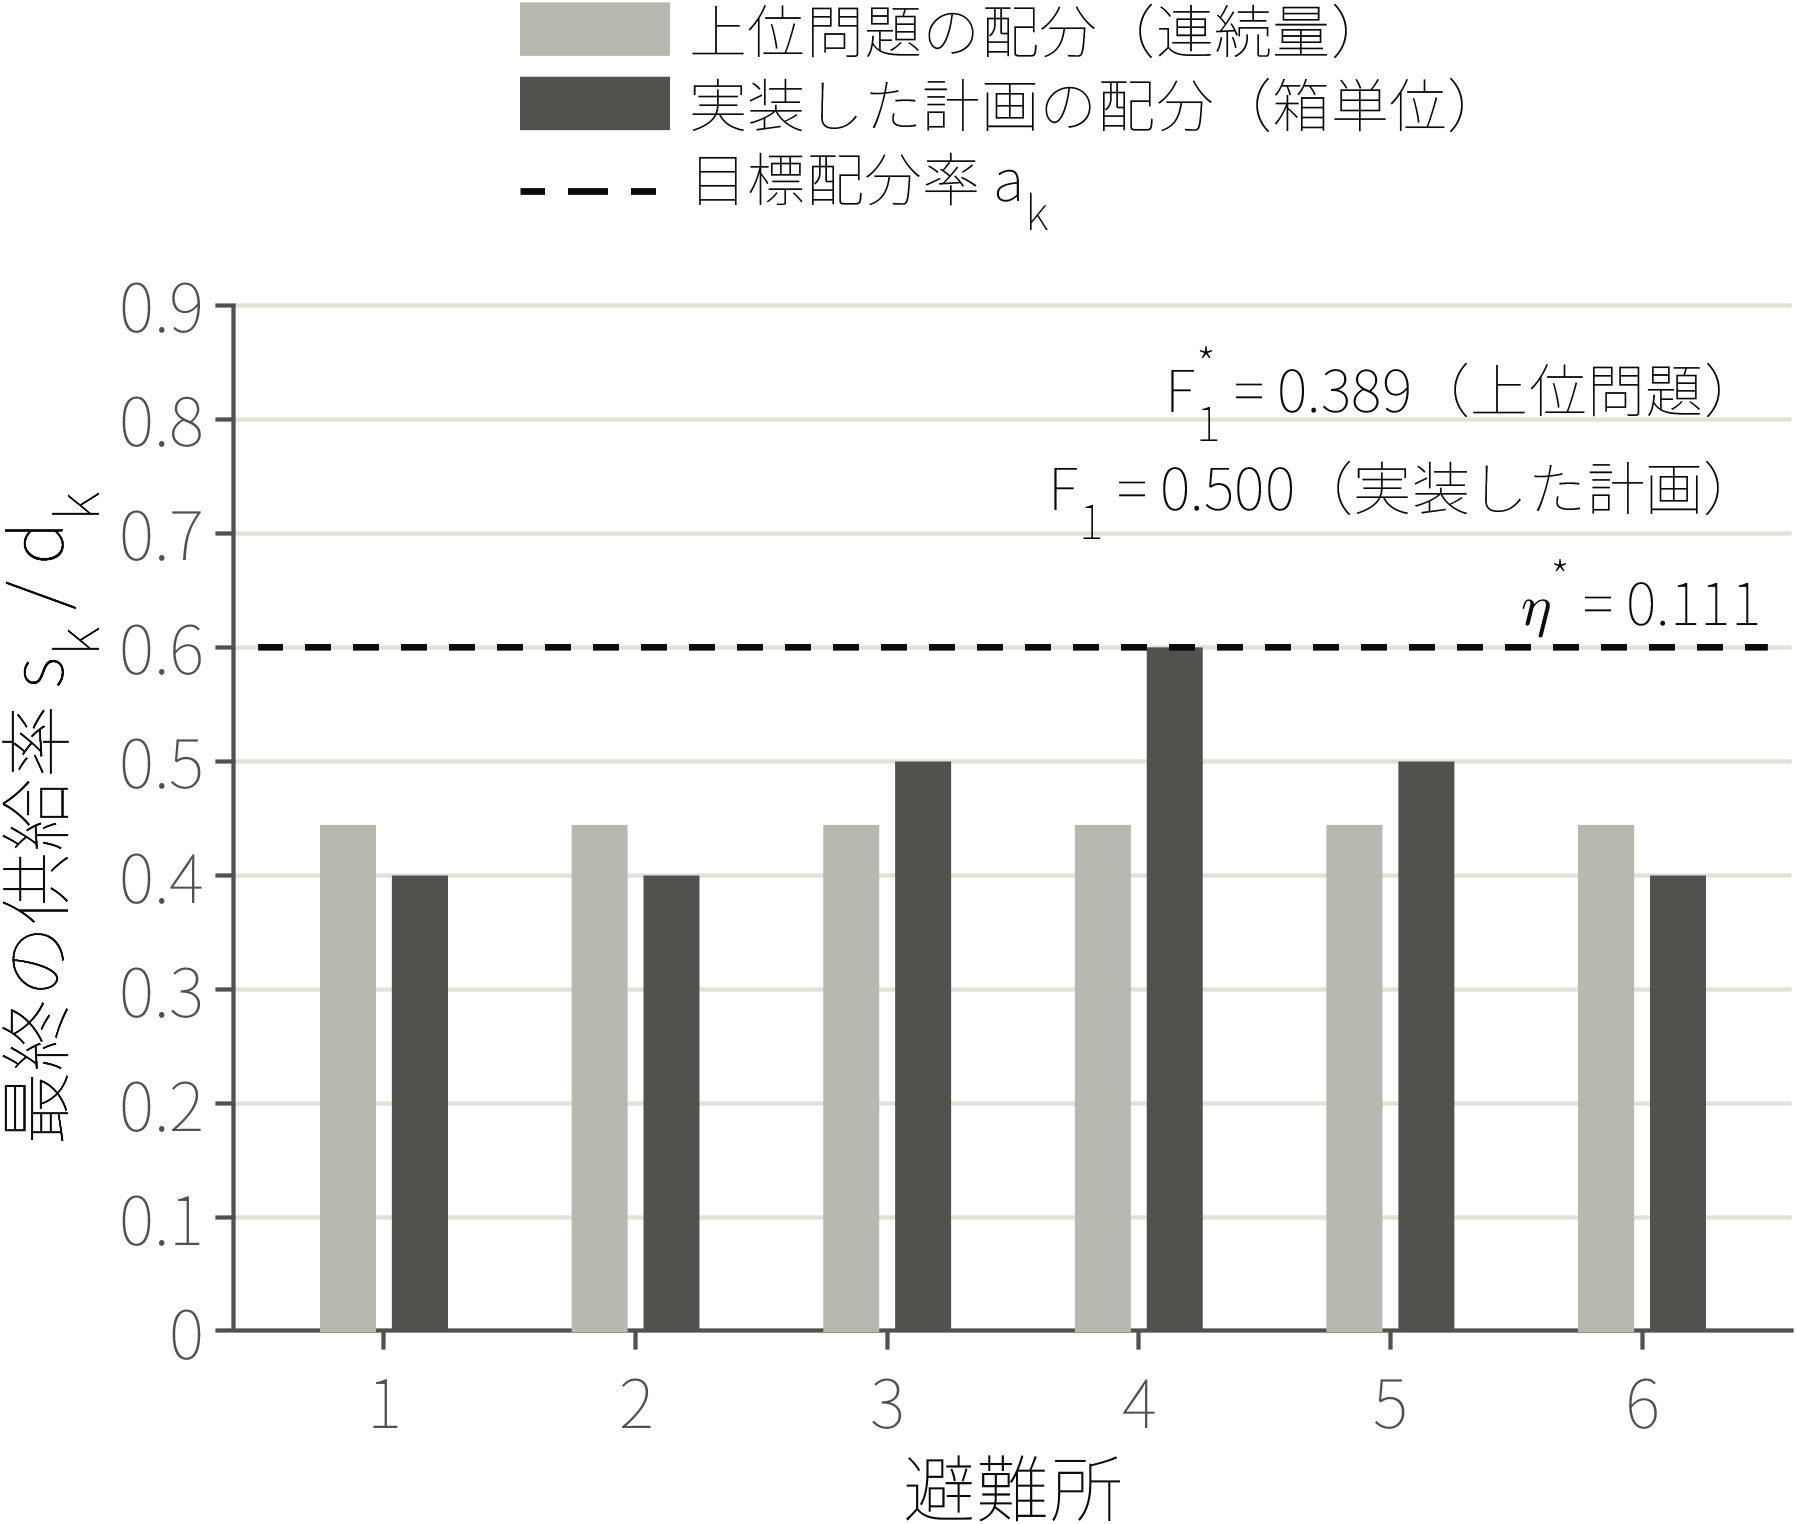 上位問題の配分（連続量）
実装した計画の配分（箱単位）
目標配分率 a_k
最終の供給率 s_k / d_k
0.9
0.8
0.7
0.6
0.5
0.4
0.3
0.2
0.1
0
F_1^* = 0.389（上位問題）
F_1 = 0.500（実装した計画）
η^* = 0.111
1 2 3 4 5 6
避難所